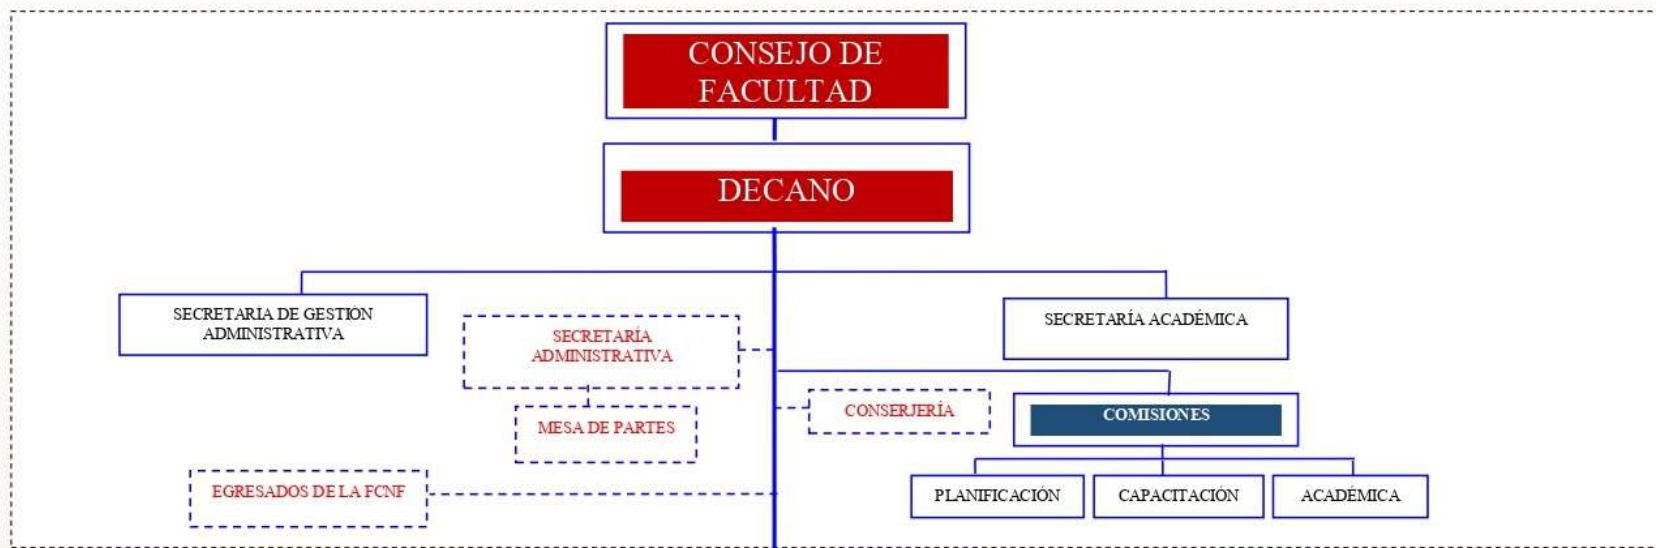 CONSEJO DE
FACULTAD
DECANO
SECRETARÍA DE GESTIÓN
ADMINISTRATIVA
SECRETARÍA
ADMINISTRATIVA
SECRETARÍA ACADÉMICA
MESA DE PARTES
CONSERJERÍA
COMISIONES
EGRESADOS DE LA FCNF
PLANIFICACIÓN
CAPACITACIÓN
ACADÉMICA